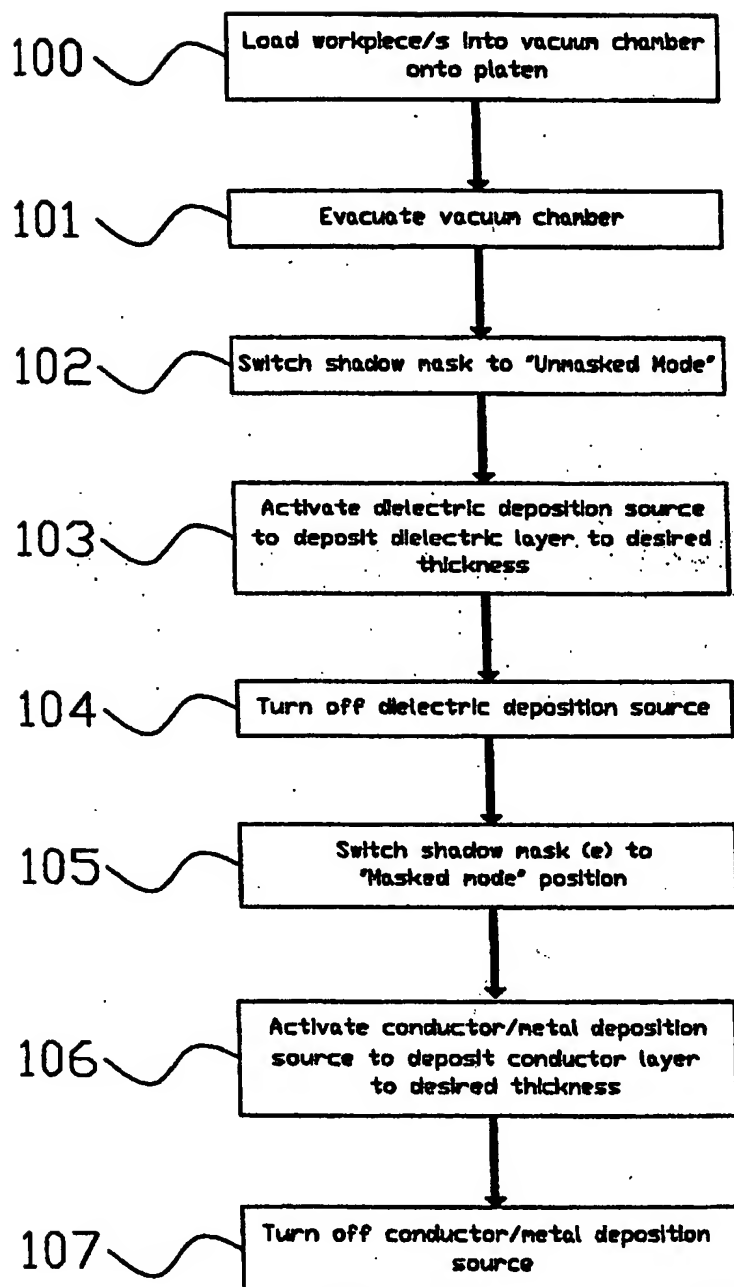 100
Load workpiece/s into vacuum chamber
onto platen
101
Evacuate vacuum chamber
102
Switch shadow mask to "Unmasked Mode"
103
Activate dielectric deposition source
to deposit dielectric layer to desired
thickness
104
Turn off dielectric deposition source
105
Switch shadow mask (e) to
"Masked mode" position
106
Activate conductor/metal deposition
source to deposit conductor layer
to desired thickness
107
Turn off conductor/metal deposition
source